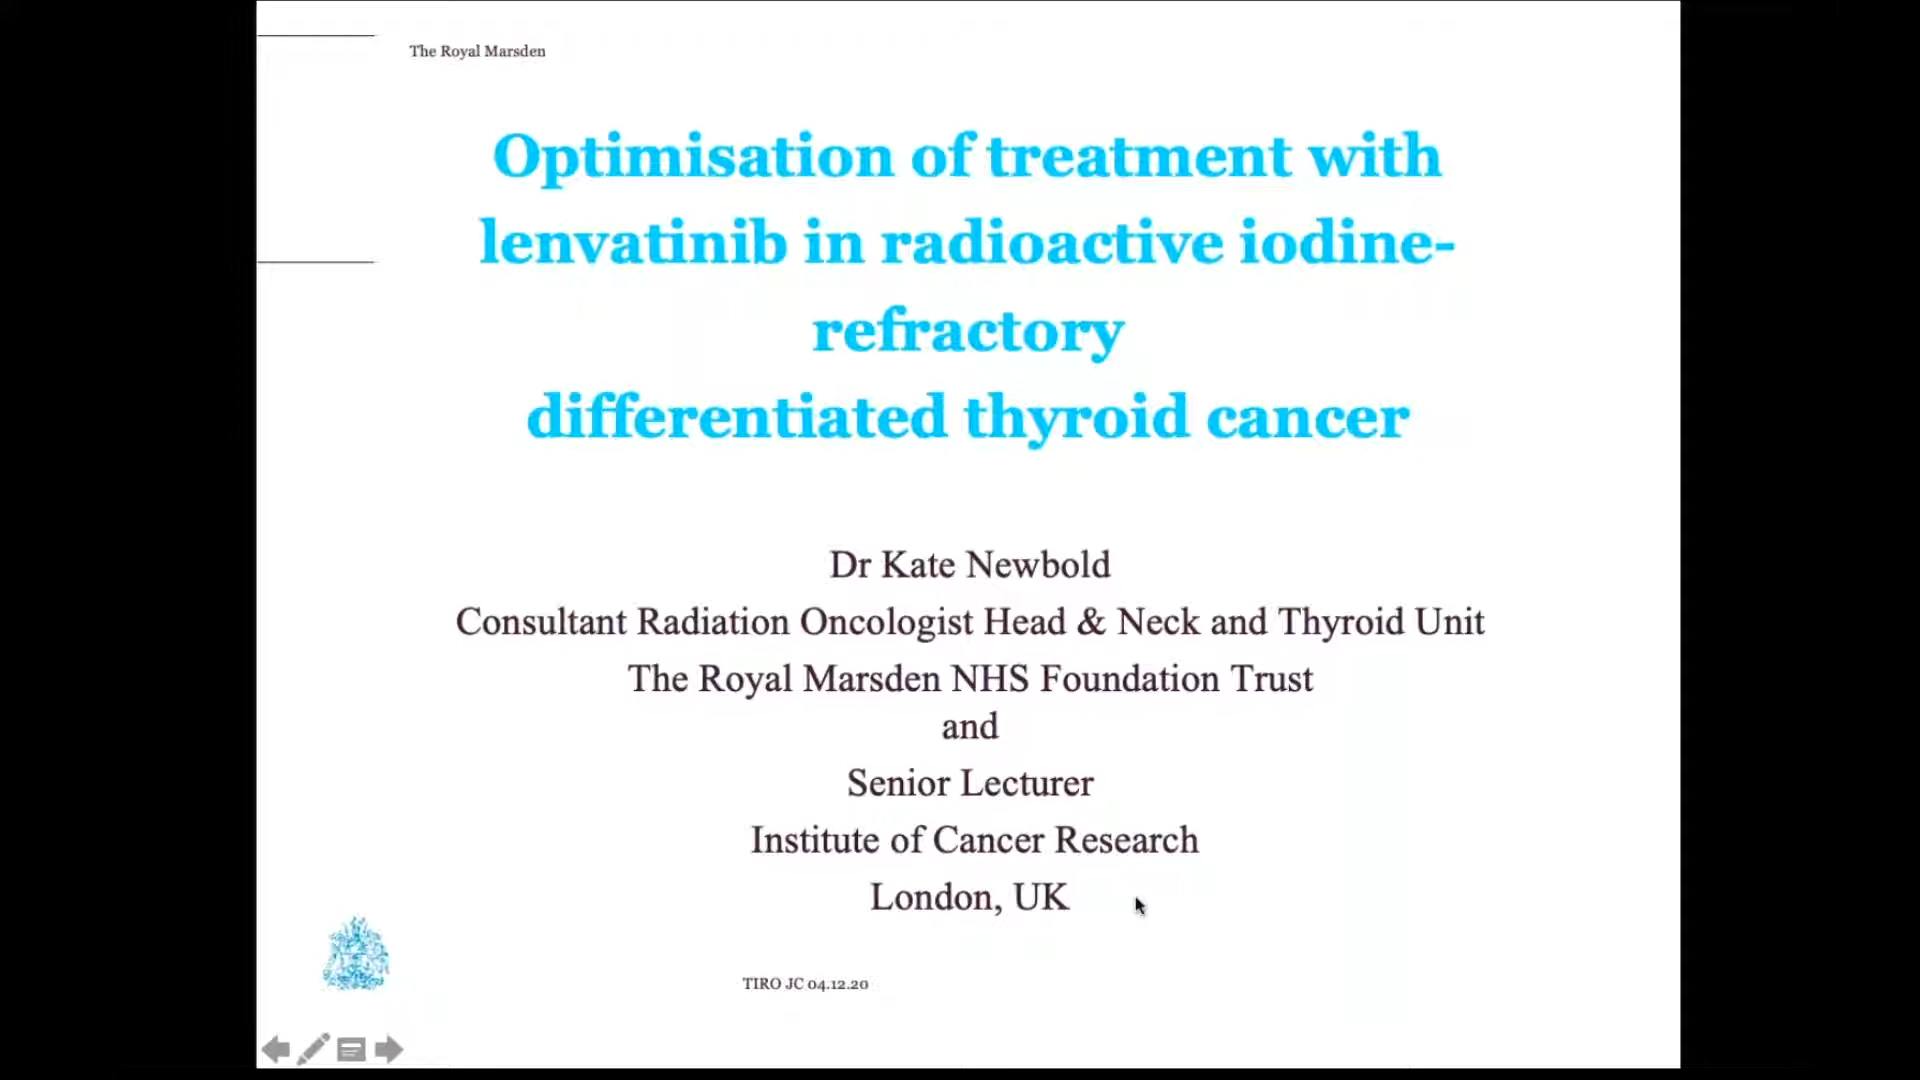 The Royal Marsden
Optimisation of treatment with
lenvatinib in radioactive iodine-
refractory
differentiated thyroid cancer
Dr Kate Newbold
Consultant Radiation Oncologist Head & Neck and Thyroid Unit
The Royal Marsden NHS Foundation Trust
and
Senior Lecturer
Institute of Cancer Research
London, UK
TIRO JC 04.12.20